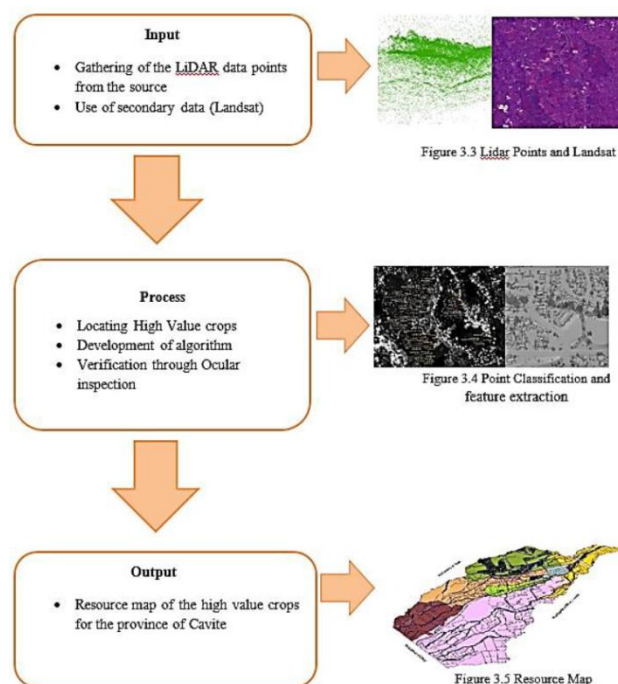 Input
• Gathering of the LiDAR data points
from the source
• Use of secondary data (Landsat)
Figure 3.3 Lidar Points and Landsat
Process
• Locating High Value crops
• Development of algorithm
• Verification through Ocular
inspection
Figure 3.4 Point Classification and
feature extraction
Output
• Resource map of the high value crops
for the province of Cavite
Figure 3.5 Resource Map